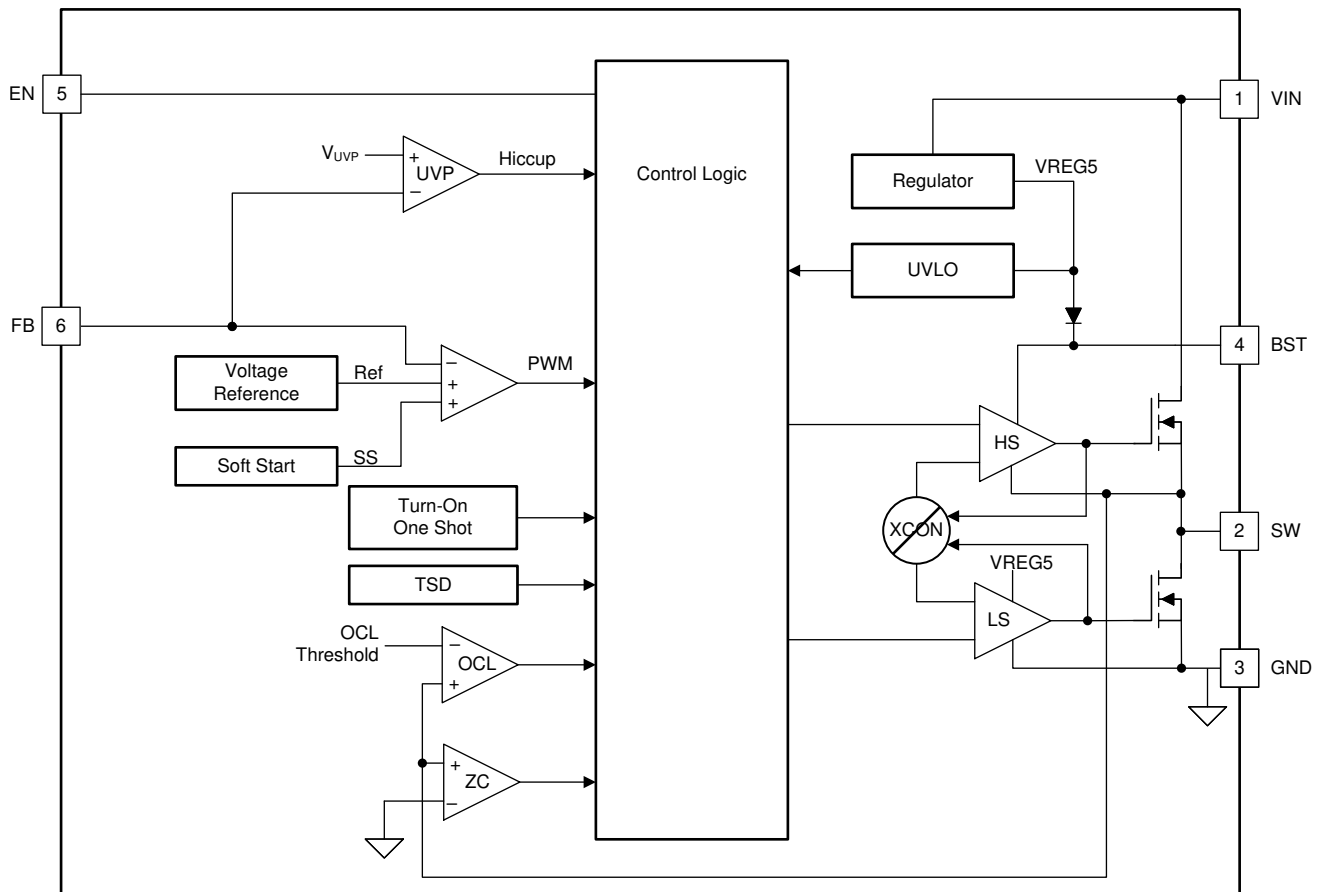 EN
5
1
VIN
VUVP
+
UVP
−
Hiccup
Control Logic
Regulator
VREG5
UVLO
FB
6
4
BST
Voltage
Reference
Ref
−
+
+
PWM
Soft Start
SS
HS
Turn-On
One Shot
XCON
2
SW
TSD
VREG5
LS
OCL
Threshold
−
OCL
+
3
GND
+
ZC
−